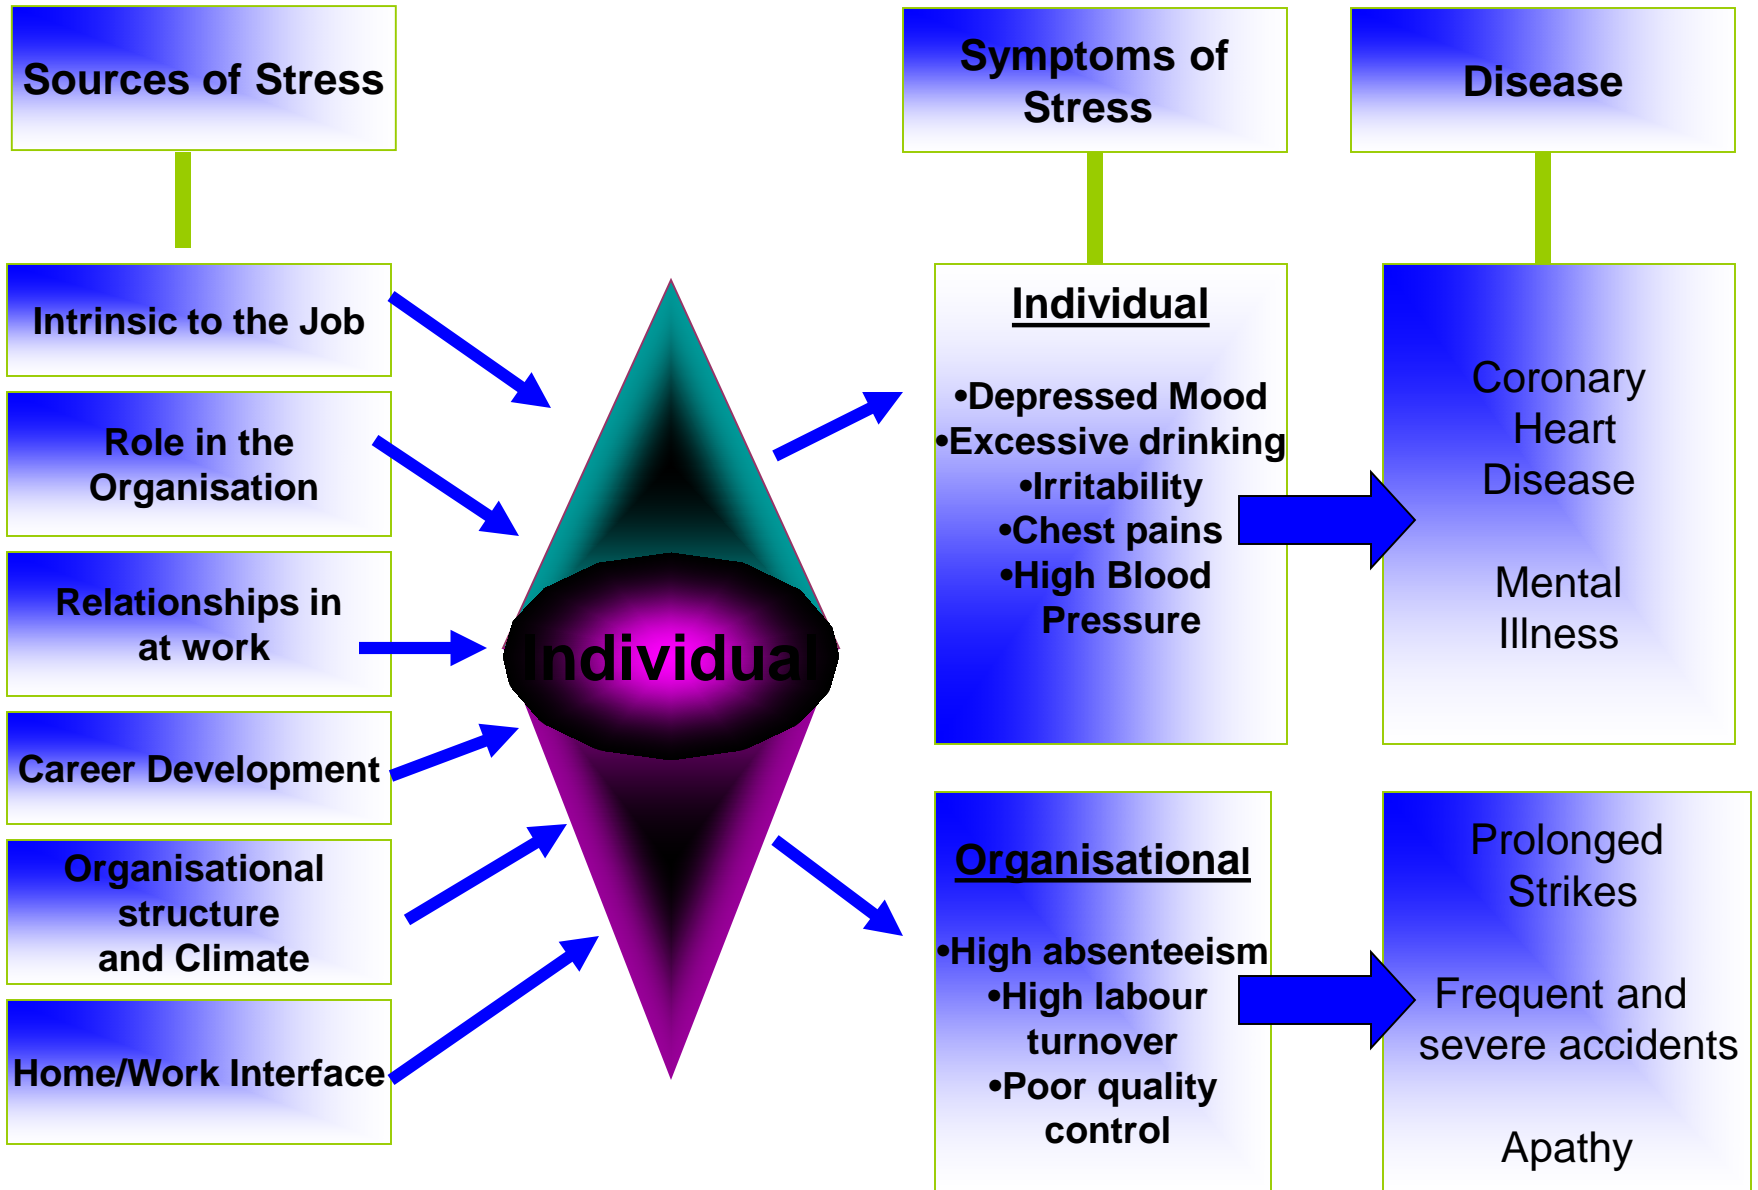 Sources of Stress
Symptoms of
Stress
Disease
Intrinsic to the Job
Role in the
Organisation
Relationships in
at work
Career Development
Organisational
structure
and Climate
Home/Work Interface
Individual
Individual
•Depressed Mood
•Excessive drinking
•Irritability
•Chest pains
•High Blood
Pressure
Organisational
•High absenteeism
•High labour
turnover
•Poor quality
control
Coronary
Heart
Disease
Mental
Illness
Prolonged
Strikes
Frequent and
severe accidents
Apathy